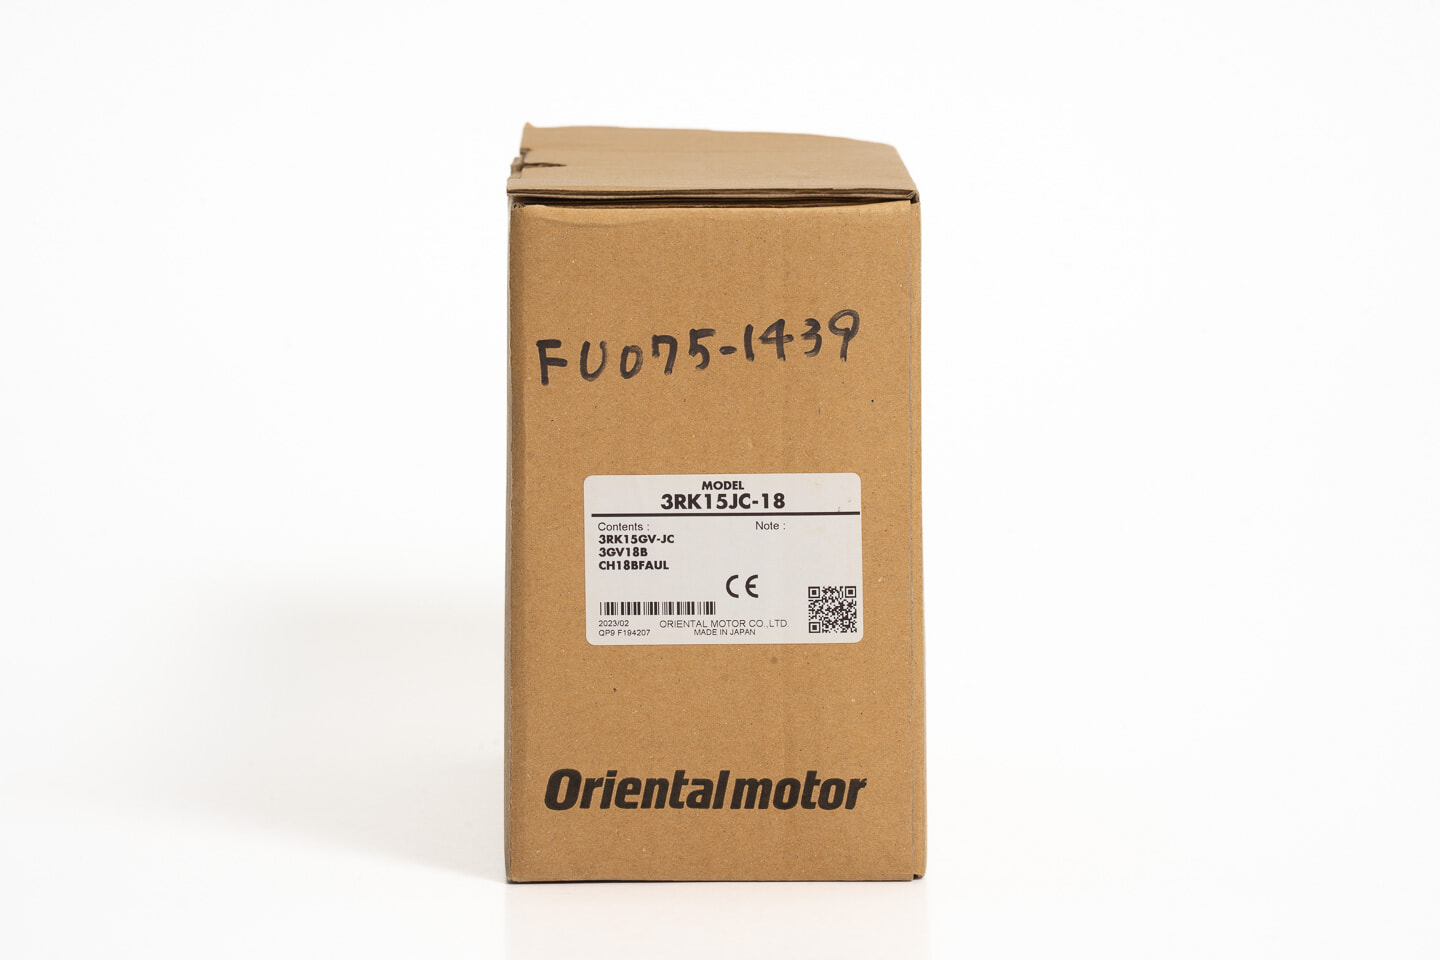 FU075-1439
MODEL
3RK15JC-18
Contents : Note :
3RK15GV-JC
3GV18B
CH18BFAUL
CE
2023/02 ORIENTAL MOTOR CO.,LTD.
QP9 F194207 MADE IN JAPAN
Orientalmotor